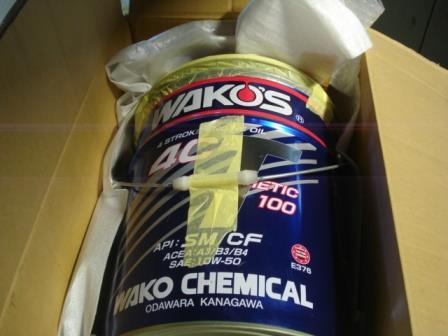 WAKO'S®
4 STROKE OIL
4C
100
API: SM/CF
ACEA:A3/B3/B4
SAE:10W-50
E376
WAKO CHEMICAL
ODAWARA KANAGAWA